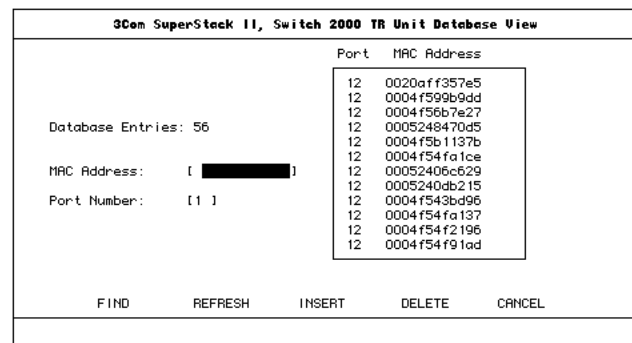 3Com SuperStack II, Switch 2000 TR Unit Database View
Port MAC Address
12 0020aff357e5
12 0004f599b9dd
12 0004f56b7e27
12 0005248470d5
12 0004f5b1137b
12 0004f54fa1ce
12 00052406c629
12 0005240db215
12 0004f543bd96
12 0004f54fa137
12 0004f54f2196
12 0004f54f91ad
Database Entries: 56
MAC Address: [ ]
Port Number: [1 ]
FIND REFRESH INSERT DELETE CANCEL